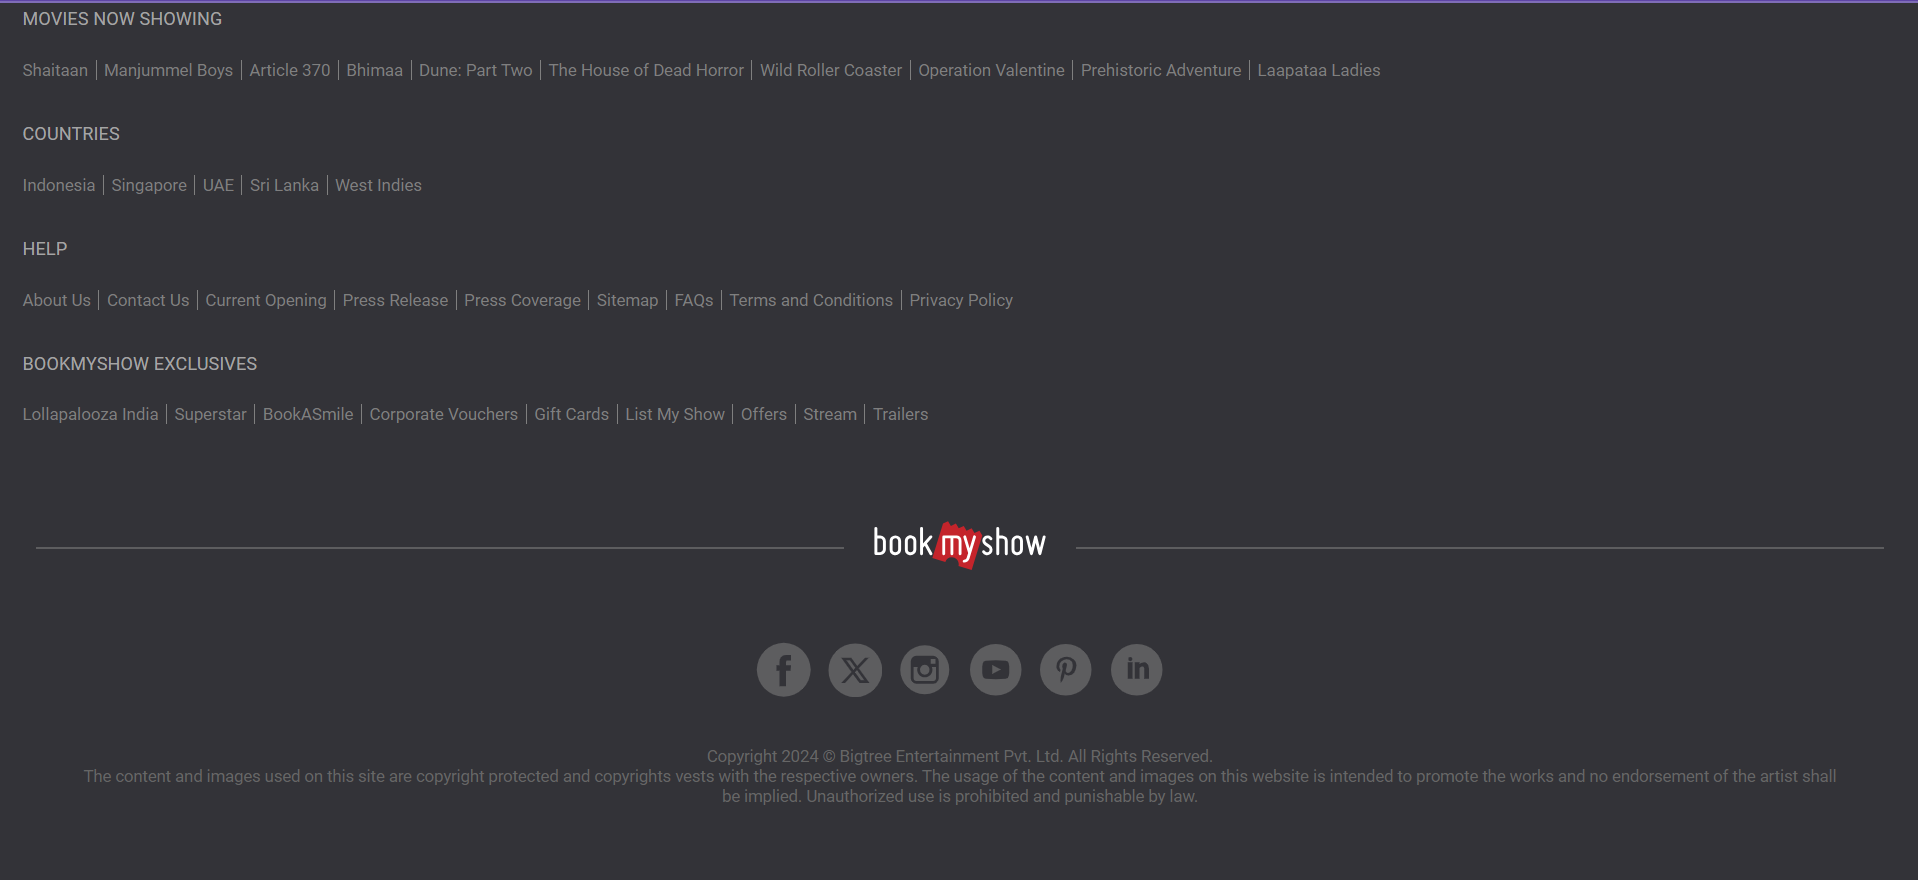 MOVIES NOW SHOWING
Shaitaan | Manjummel Boys | Article 370 | Bhimaa | Dune: Part Two | The House of Dead Horror | Wild Roller Coaster | Operation Valentine | Prehistoric Adventure | Laapataa Ladies
COUNTRIES
Indonesia | Singapore | UAE | Sri Lanka | West Indies
HELP
About Us | Contact Us | Current Opening | Press Release | Press Coverage | Sitemap | FAQs | Terms and Conditions | Privacy Policy
BOOKMYSHOW EXCLUSIVES
Lollapalooza India | Superstar | BookASmile | Corporate Vouchers | Gift Cards | List My Show | Offers | Stream | Trailers
book my show
Copyright 2024 © Bigtree Entertainment Pvt. Ltd. All Rights Reserved.
The content and images used on this site are copyright protected and copyrights vests with the respective owners. The usage of the content and images on this website is intended to promote the works and no endorsement of the artist shall
be implied. Unauthorized use is prohibited and punishable by law.